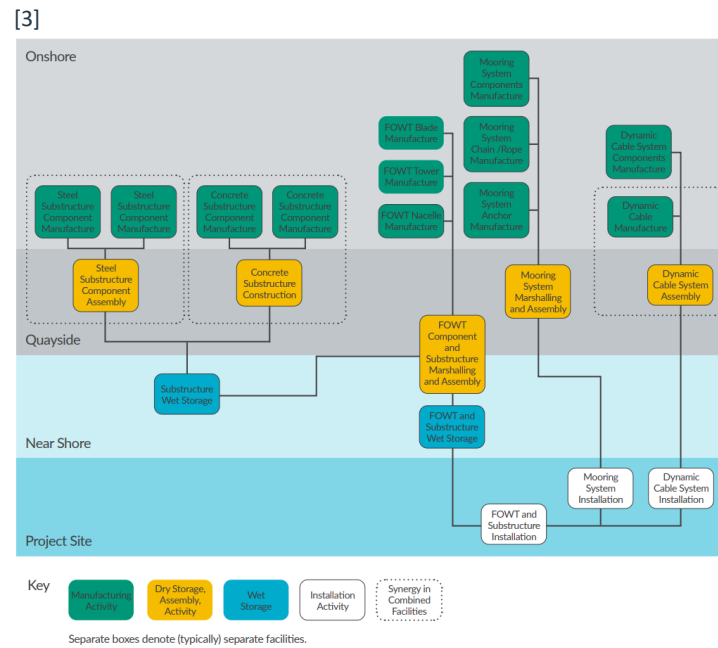 [3]
Onshore
Mooring
System
Components
Manufacture
FOWT Blade
Manufacture
Mooring
System
Chain /Rope
Manufacture
Dynamic
Cable System
Components
Manufacture
FOWT Tower
Manufacture
Steel
Substructure
Component
Manufacture
Steel
Substructure
Component
Manufacture
Concrete
Substructure
Component
Manufacture
Concrete
Substructure
Component
Manufacture
FOWT Nacelle
Manufacture
Mooring
System
Anchor
Manufacture
Dynamic
Cable
Manufacture
Steel
Substructure
Component
Assembly
Concrete
Substructure
Construction
Mooring
System
Marshalling
and Assembly
Dynamic
Cable System
Assembly
Quayside
FOWT
Component
and
Substructure
Marshalling
and Assembly
Substructure
Wet Storage
FOWT and
Substructure
Wet Storage
Near Shore
Mooring
System
Installation
Dynamic
Cable System
Installation
FOWT and
Substructure
Installation
Project Site
Key
Manufacturing
Activity
Dry Storage,
Assembly,
Activity
Wet
Storage
Installation
Activity
Synergy in
Combined
Facilities
Separate boxes denote (typically) separate facilities.